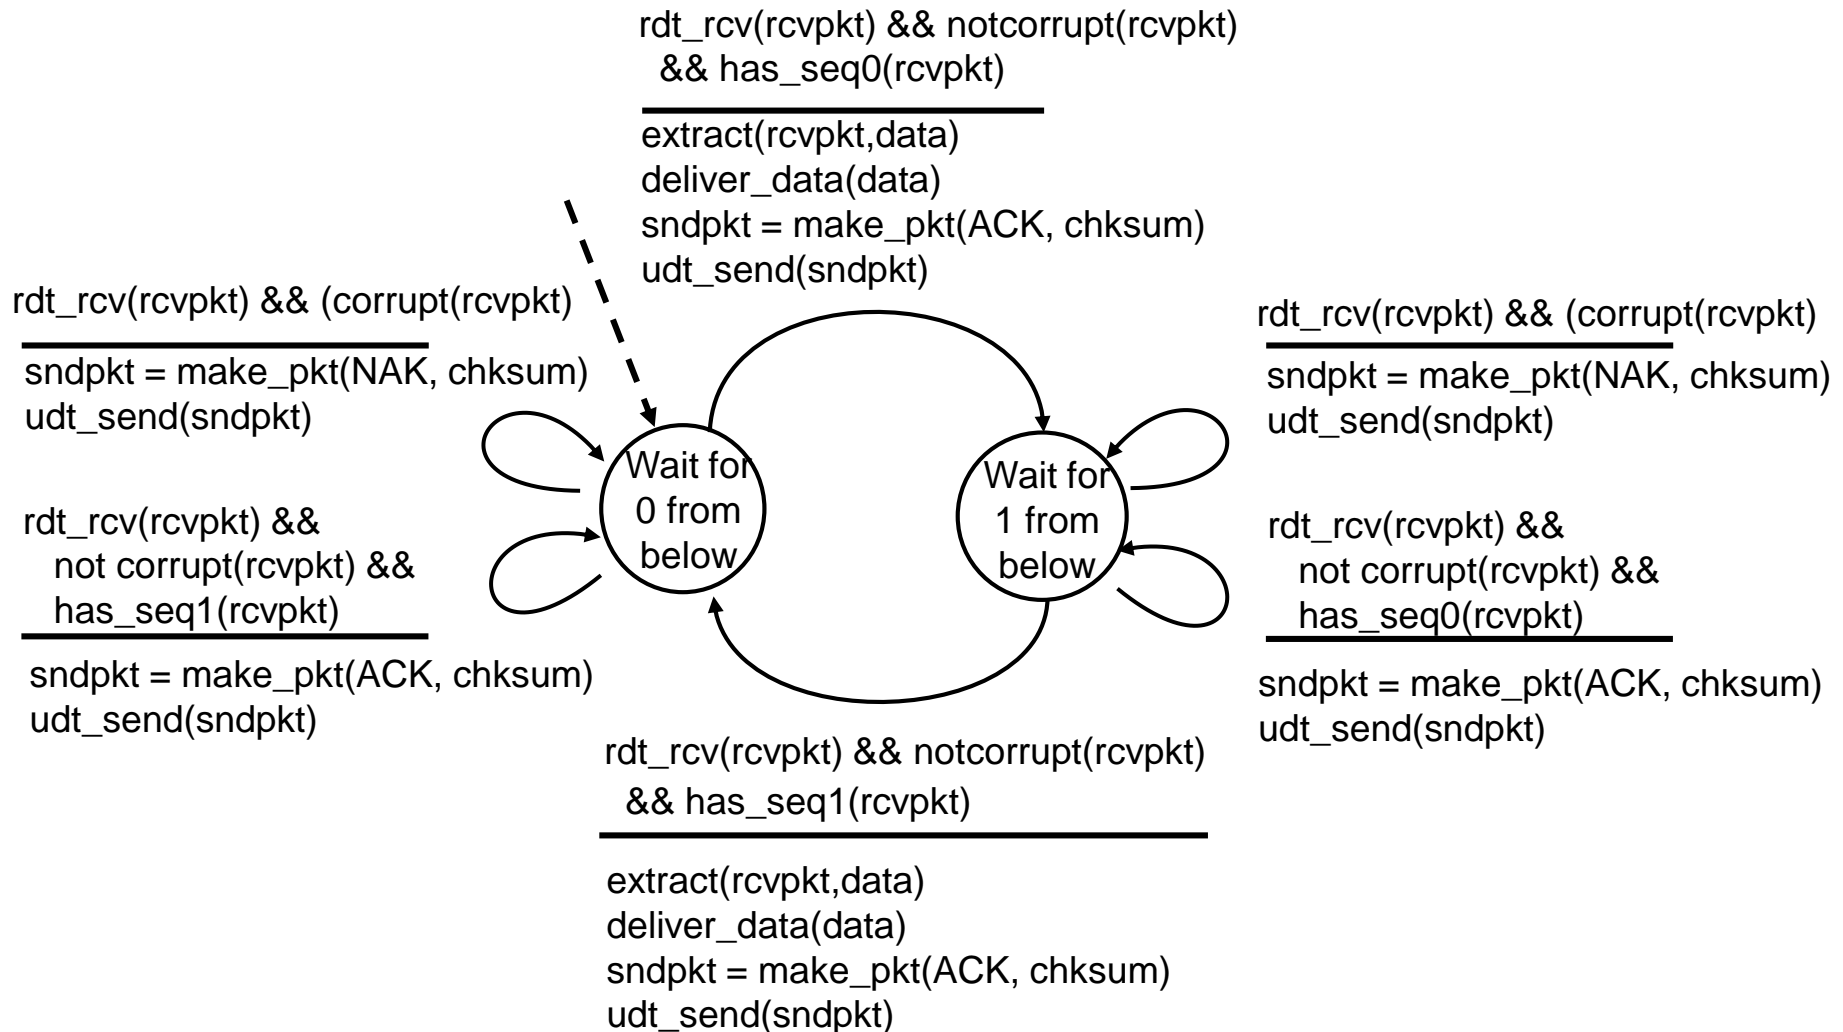 rdt_rcv(rcvpkt) && notcorrupt(rcvpkt)
&& has_seq0(rcvpkt)
extract(rcvpkt,data)
deliver_data(data)
sndpkt = make_pkt(ACK, chksum)
udt_send(sndpkt)
rdt_rcv(rcvpkt) && (corrupt(rcvpkt)
sndpkt = make_pkt(NAK, chksum)
udt_send(sndpkt)
rdt_rcv(rcvpkt) &&
not corrupt(rcvpkt) &&
has_seq1(rcvpkt)
sndpkt = make_pkt(ACK, chksum)
udt_send(sndpkt)
Wait for
0 from
below
Wait for
1 from
below
rdt_rcv(rcvpkt) && (corrupt(rcvpkt)
sndpkt = make_pkt(NAK, chksum)
udt_send(sndpkt)
rdt_rcv(rcvpkt) &&
not corrupt(rcvpkt) &&
has_seq0(rcvpkt)
sndpkt = make_pkt(ACK, chksum)
udt_send(sndpkt)
rdt_rcv(rcvpkt) && notcorrupt(rcvpkt)
&& has_seq1(rcvpkt)
extract(rcvpkt,data)
deliver_data(data)
sndpkt = make_pkt(ACK, chksum)
udt_send(sndpkt)